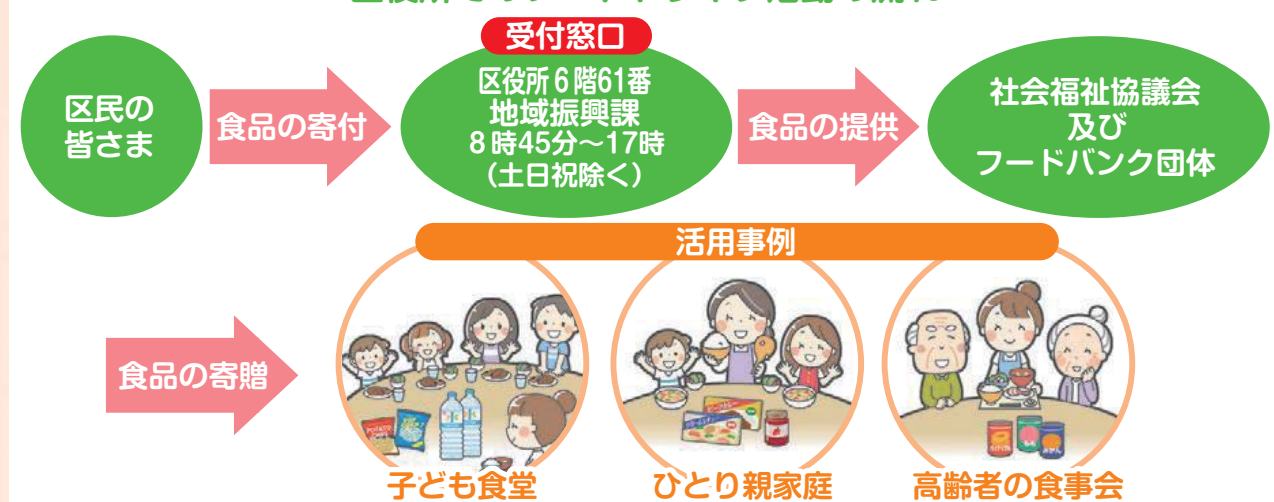 区民の
皆さま
食品の寄付
受付窓口
区役所6階61番
地域振興課
8時45分～17時
（土日祝除く）
食品の提供
社会福祉協議会
及び
フードバンク団体
活用事例
食品の寄贈
子ども食堂
ひとり親家庭
高齢者の食事会